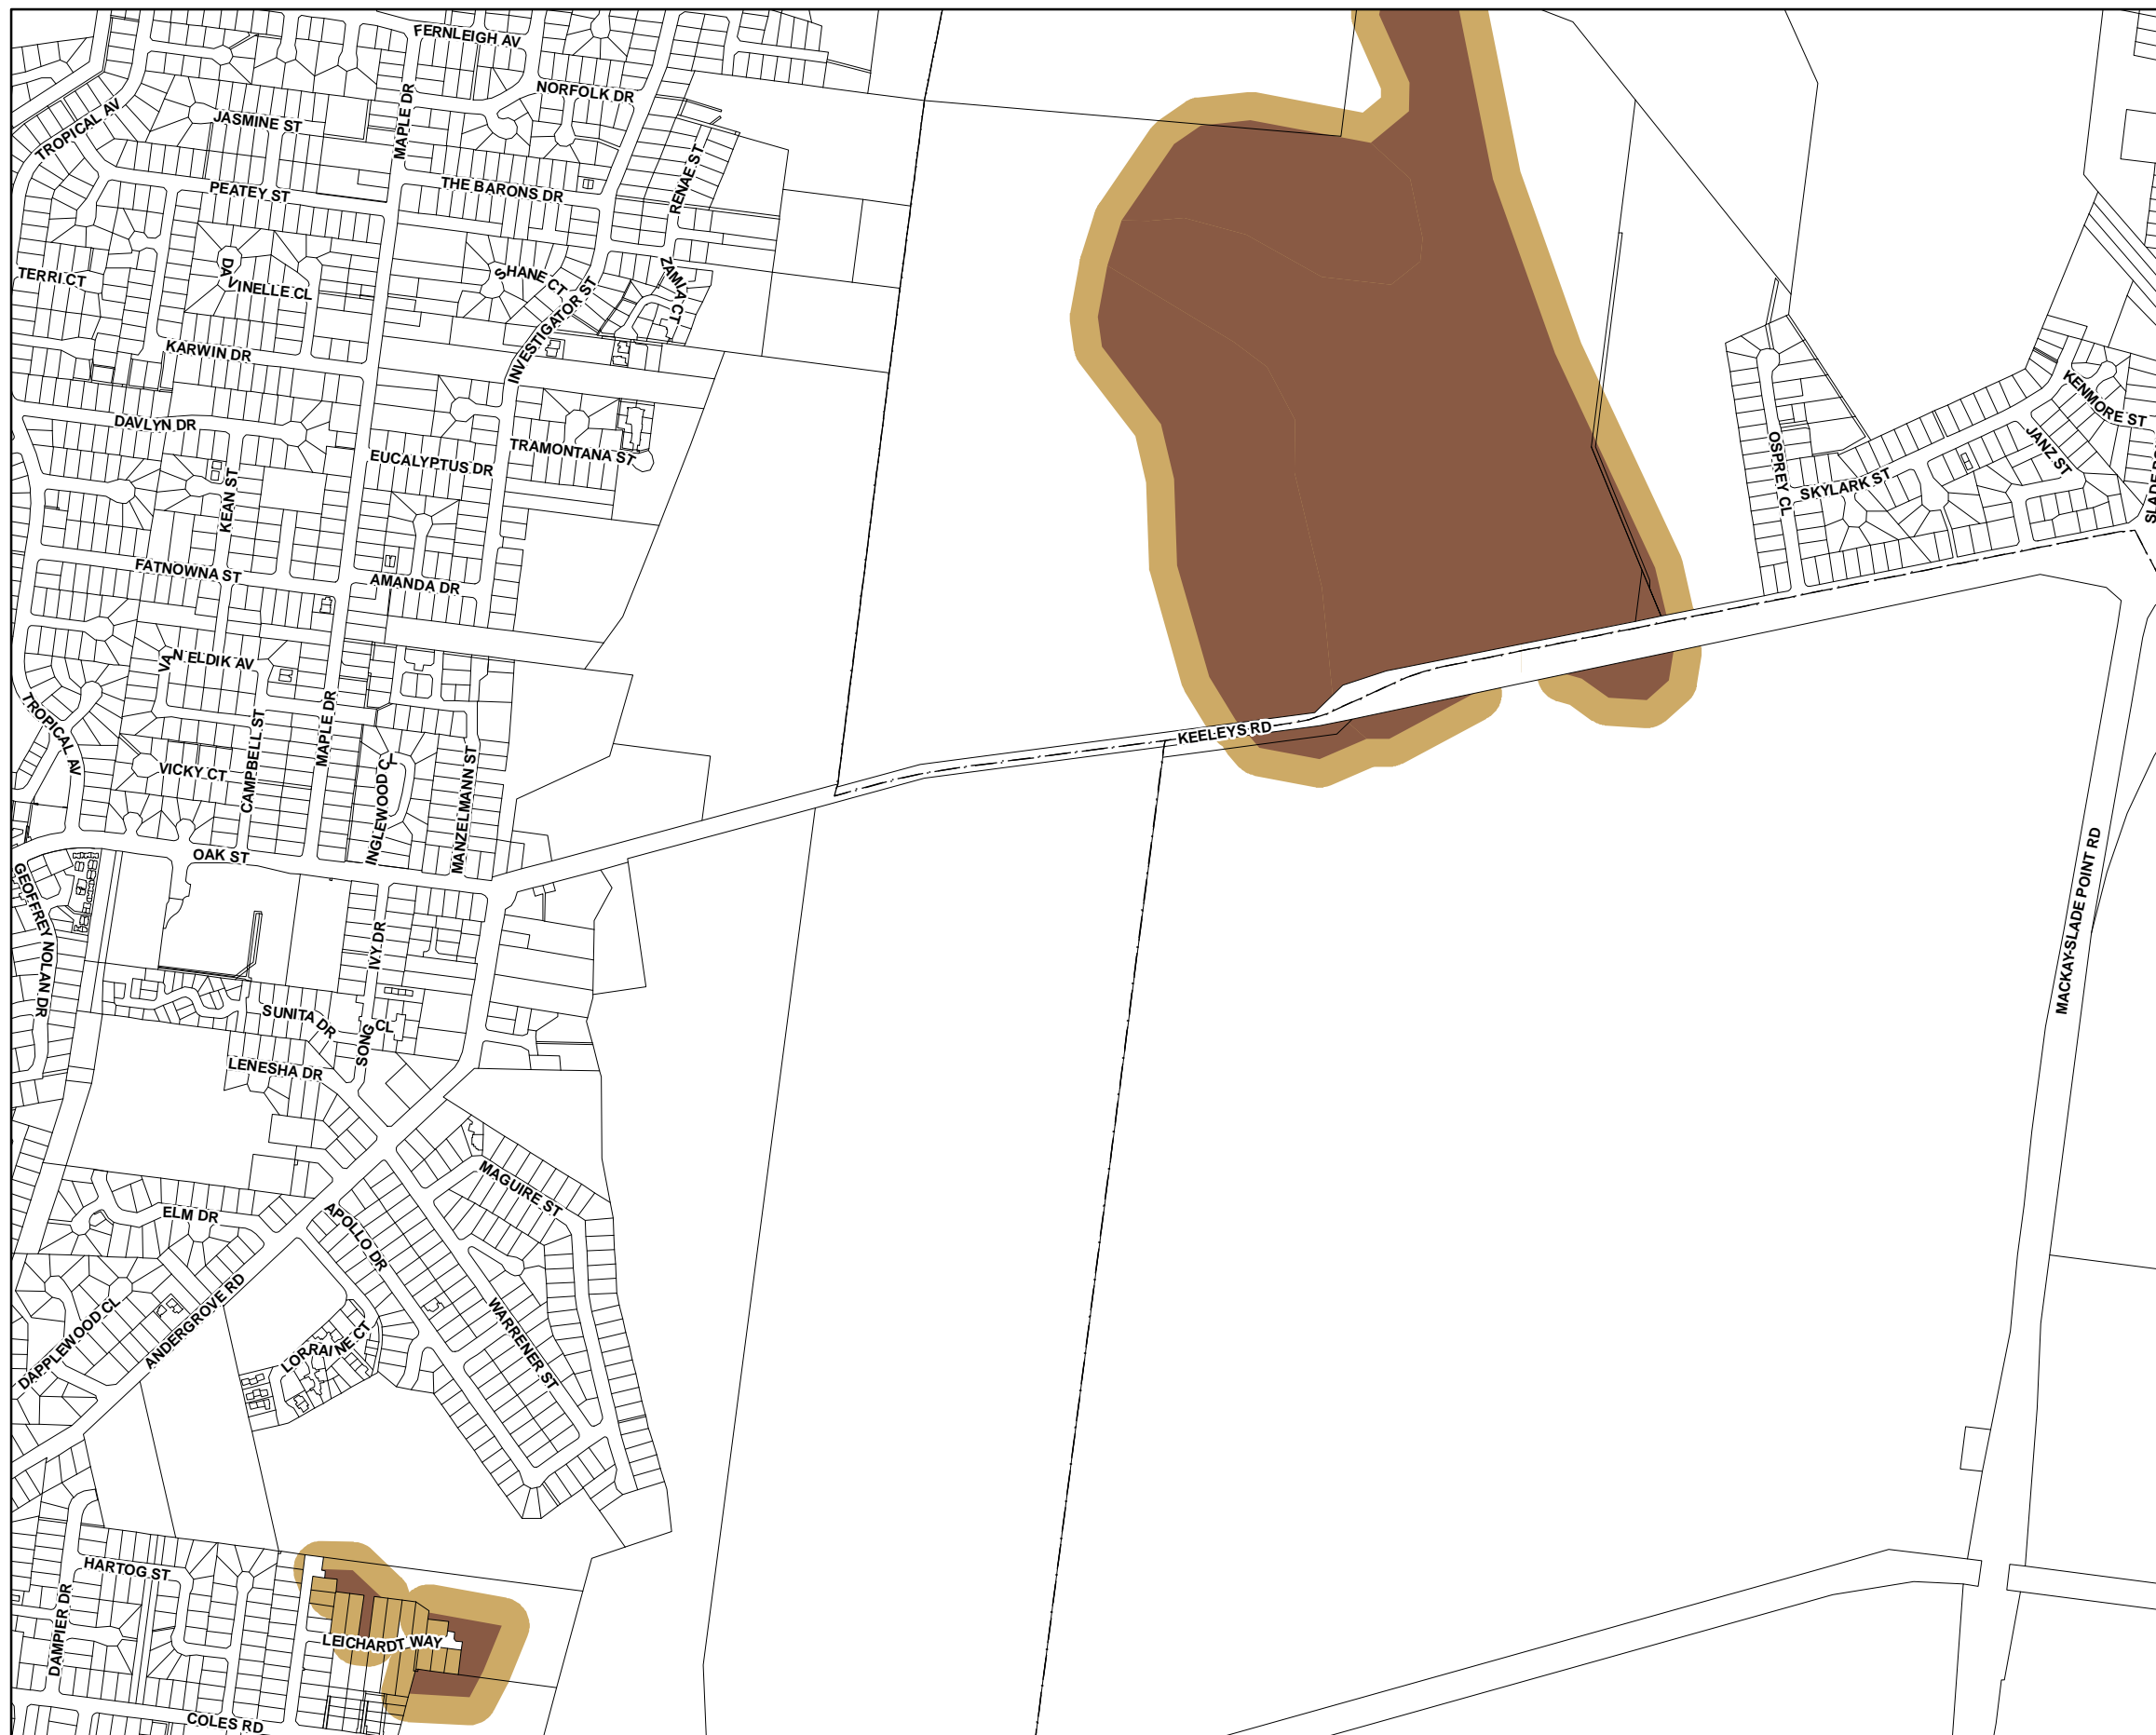 FERNLEIGH AV
NORFOLK DR
TROPICAL AV
JASMINE ST
MAPLE DR
PEATEY ST
THE BARONS DR
RENAE ST
TERRI CT
DAVINELLE CL
SHANE CT
ZAMIA CT
INVESTIGATOR ST
KARWIN DR
DAVLYN DR
EUCALYPTUS DR
TRAMONTANA ST
KEAN ST
KENMORE ST
JANZ ST
OSPREY CL
SKYLARK ST
FATNOWNA ST
AMANDA DR
VAN ELDIK AV
TROPICAL AV
CAMPBELL ST
MAPLE DR
VICKY CT
INGLEWOOD CL
MANZELMANN ST
KEELEYS RD
OAK ST
GEOFFREY NOLAN DR
IVY DR
MACKAY-SLADE POINT RD
SUNITA DR
SONG CL
LENESHA DR
MAGUIRE ST
ELM DR
APOLLO DR
DAPPLEWOOD CL
ANDERGROVE RD
LORRAINE CT
WARRENER ST
HARTOG ST
DAMPIER DR
LEICHARDT WAY
COLES RD